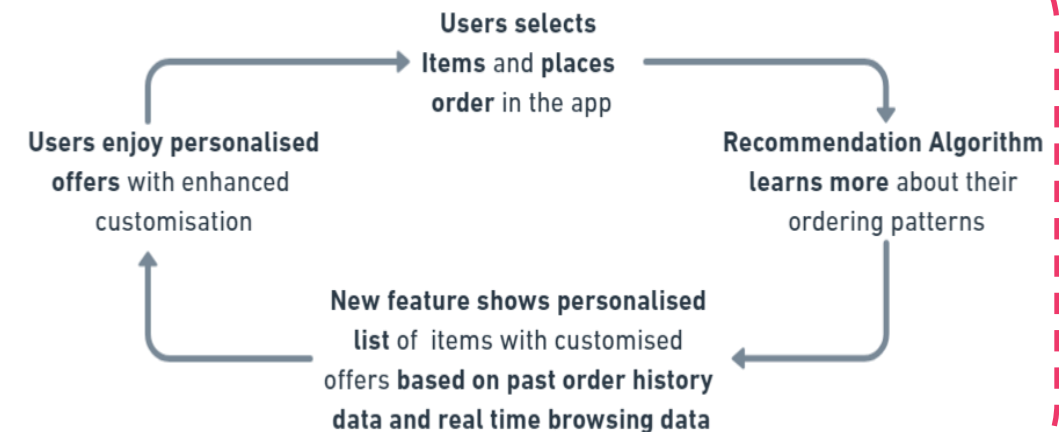 Users selects
Items and places
order in the app
Recommendation Algorithm
learns more about their
ordering patterns
New feature shows personalised
list of items with customised
offers based on past order history
data and real time browsing data
Users enjoy personalised
offers with enhanced
customisation